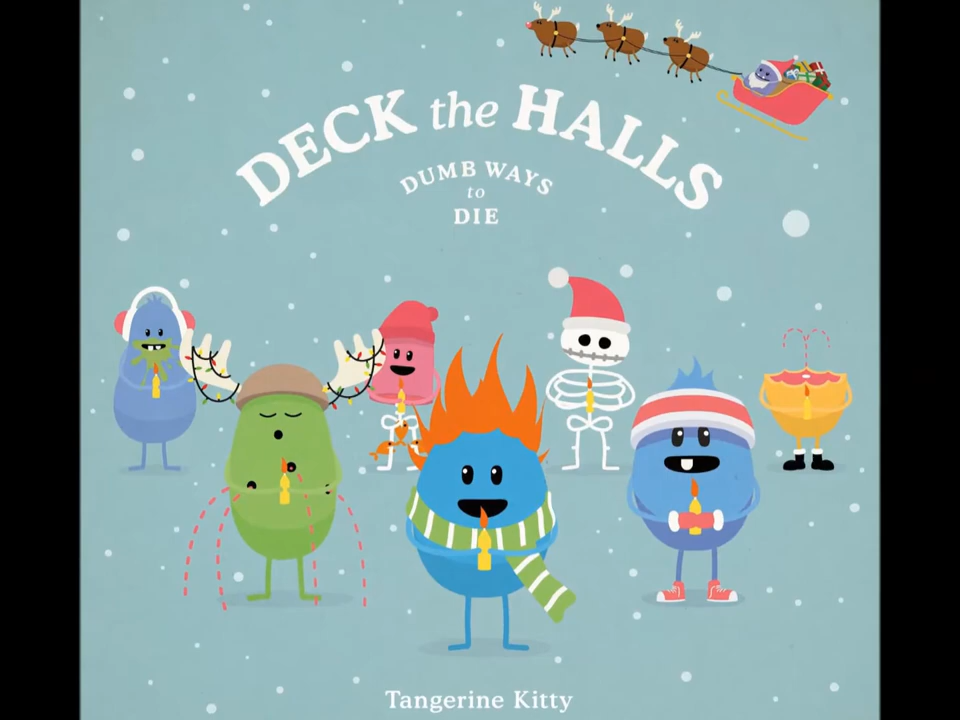 DECK the HALLS
DUMB WAYS
to
DIE
Tangerine Kitty